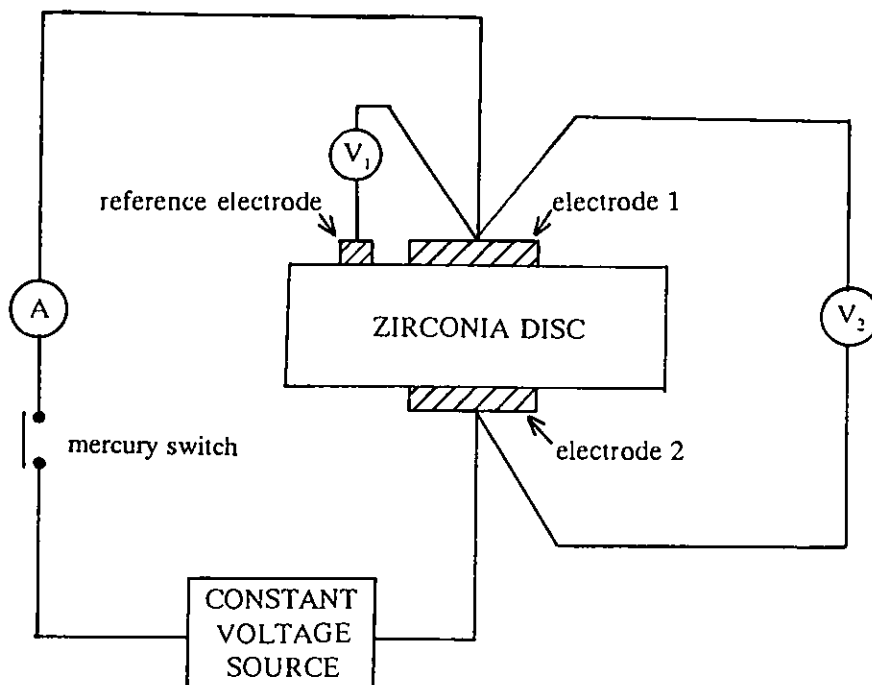 V₁
reference electrode
electrode 1
A
ZIRCONIA DISC
V₂
mercury switch
electrode 2
CONSTANT
VOLTAGE
SOURCE